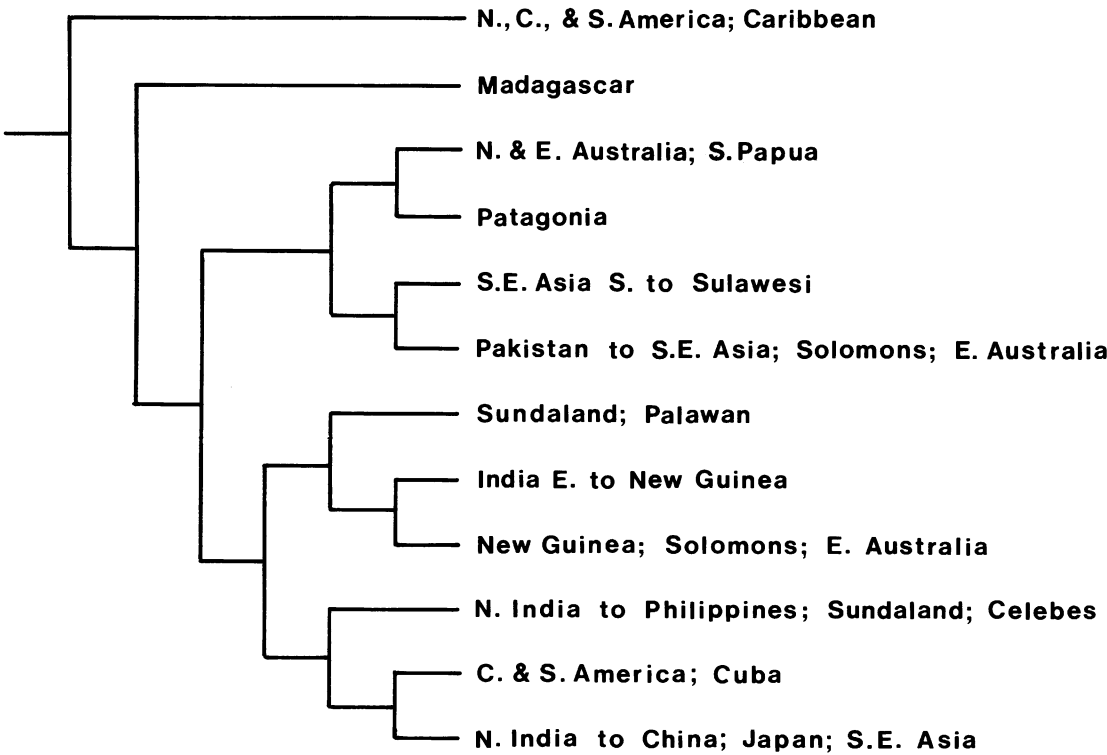 N., C., & S. America; Caribbean
Madagascar
N. & E. Australia; S. Papua
Patagonia
S.E. Asia S. to Sulawesi
Pakistan to S.E. Asia; Solomons; E. Australia
Sundaland; Palawan
India E. to New Guinea
New Guinea; Solomons; E. Australia
N. India to Philippines; Sundaland; Celebes
C. & S. America; Cuba
N. India to China; Japan; S.E. Asia